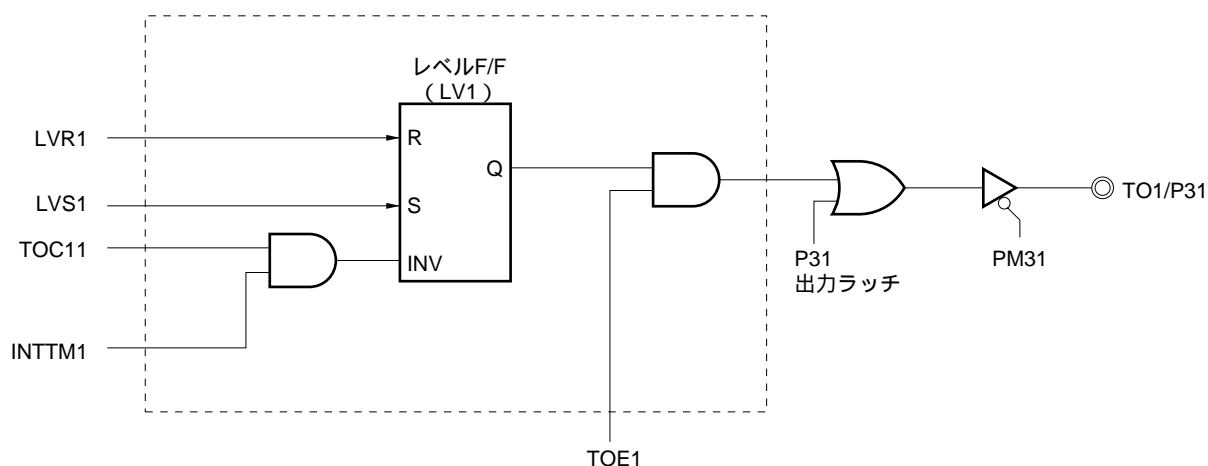 レベルF/F
(LV1)
LVR1
R
Q
LVS1
S
TOC11
INV
INTTM1
TOE1
P31
出力ラッチ
PM31
TO1/P31